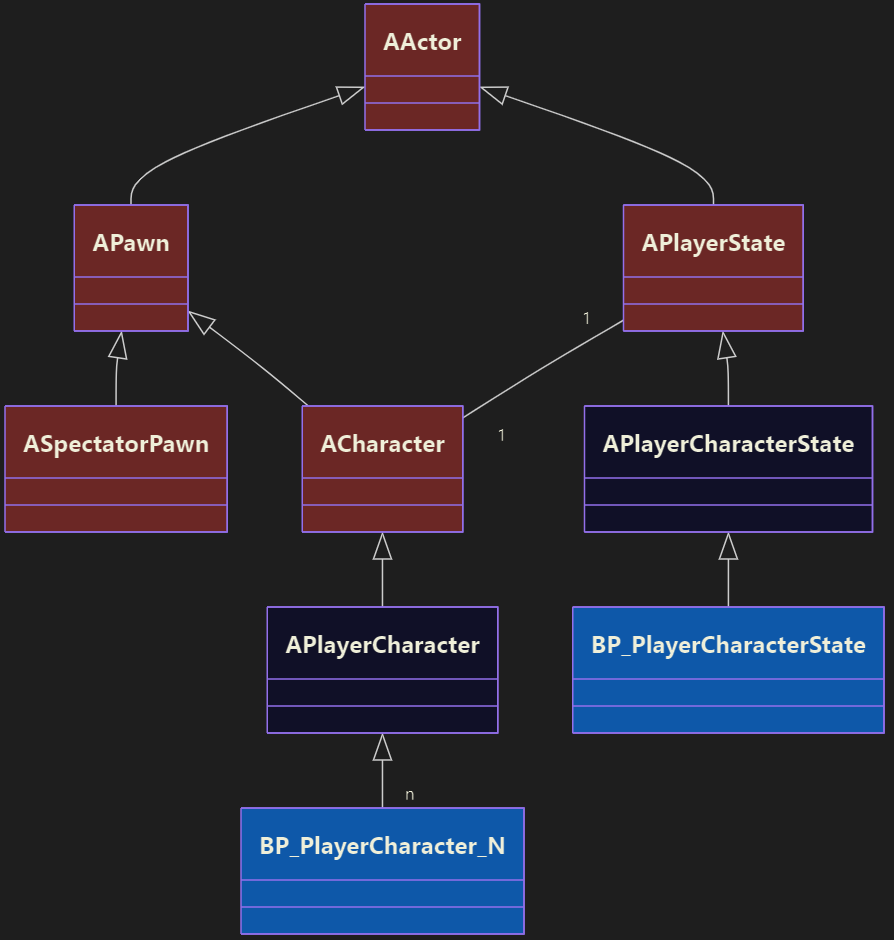 AActor
APawn
APlayerState
1
1
ASpectatorPawn
ACharacter
APlayerCharacterState
APlayerCharacter
BP_PlayerCharacterState
n
BP_PlayerCharacter_N